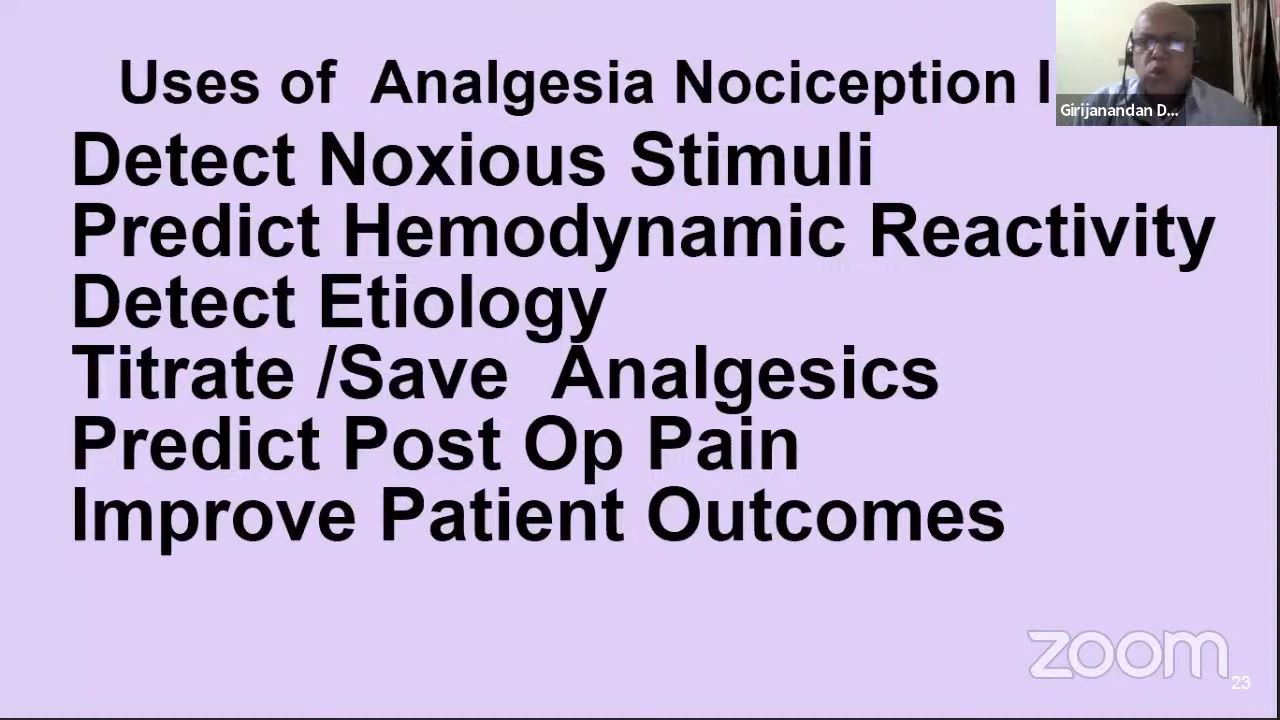 Uses of Analgesia Nociception I
Girijanandan D...
Detect Noxious Stimuli
Predict Hemodynamic Reactivity
Detect Etiology
Titrate /Save Analgesics
Predict Post Op Pain
Improve Patient Outcomes
zoom
23